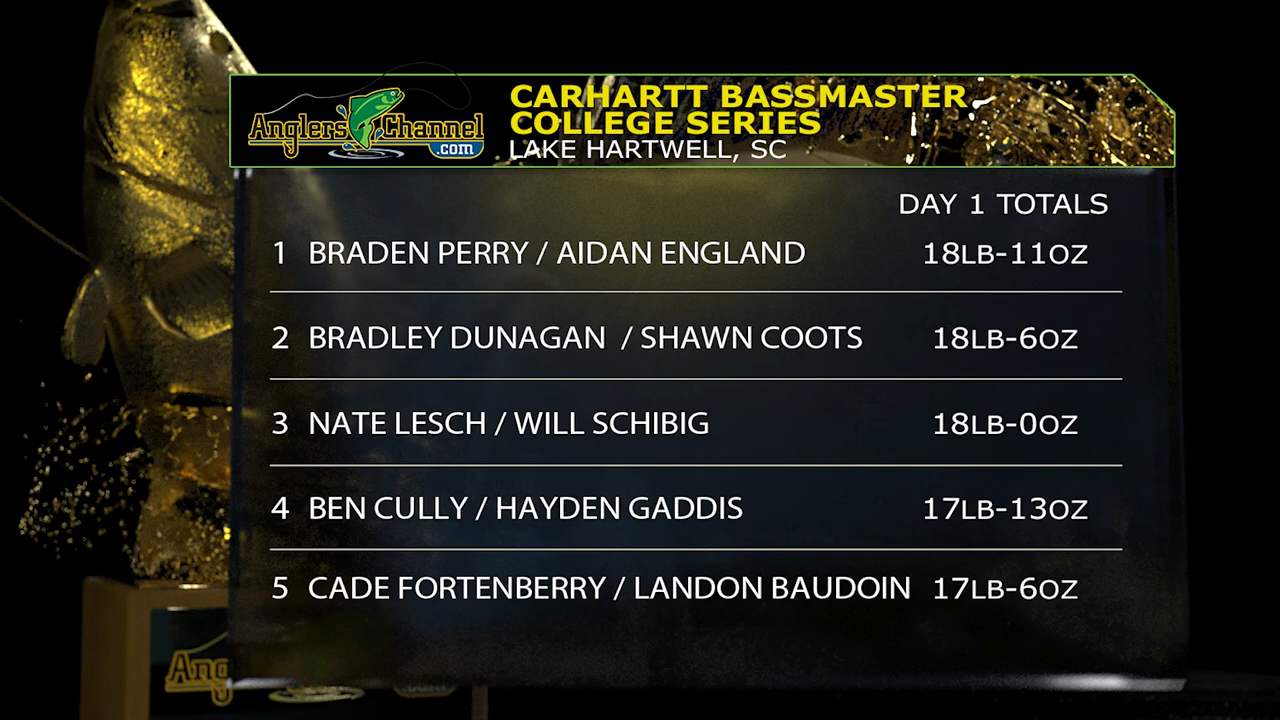 AnglersChannel
.com
CARHARTT BASSMASTER
COLLEGE SERIES
LAKE HARTWELL, SC
DAY 1 TOTALS
1 BRADEN PERRY / AIDAN ENGLAND 18LB-11OZ
2 BRADLEY DUNAGAN / SHAWN COOTS 18LB-6OZ
3 NATE LESCH / WILL SCHIBIG 18LB-0OZ
4 BEN CULLY / HAYDEN GADDIS 17LB-13OZ
5 CADE FORTENBERRY / LANDON BAUDOIN 17LB-6OZ
Ang